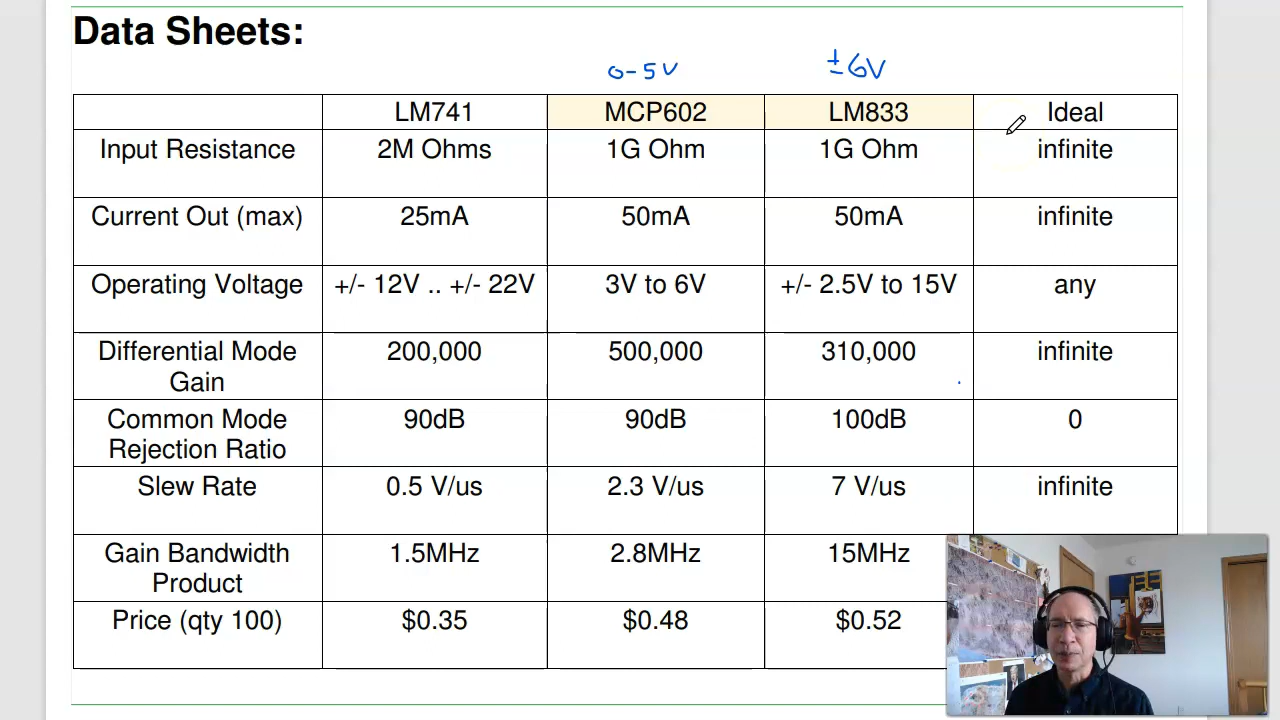 Data Sheets:
0-5V
±6V
LM741 MCP602 LM833 Ideal
Input Resistance 2M Ohms 1G Ohm 1G Ohm infinite
Current Out (max) 25mA 50mA 50mA infinite
Operating Voltage +/- 12V .. +/- 22V 3V to 6V +/- 2.5V to 15V any
Differential Mode 200,000 500,000 310,000 infinite
Gain
Common Mode 90dB 90dB 100dB 0
Rejection Ratio
Slew Rate 0.5 V/us 2.3 V/us 7 V/us infinite
Gain Bandwidth 1.5MHz 2.8MHz 15MHz
Product
Price (qty 100) $0.35 $0.48 $0.52